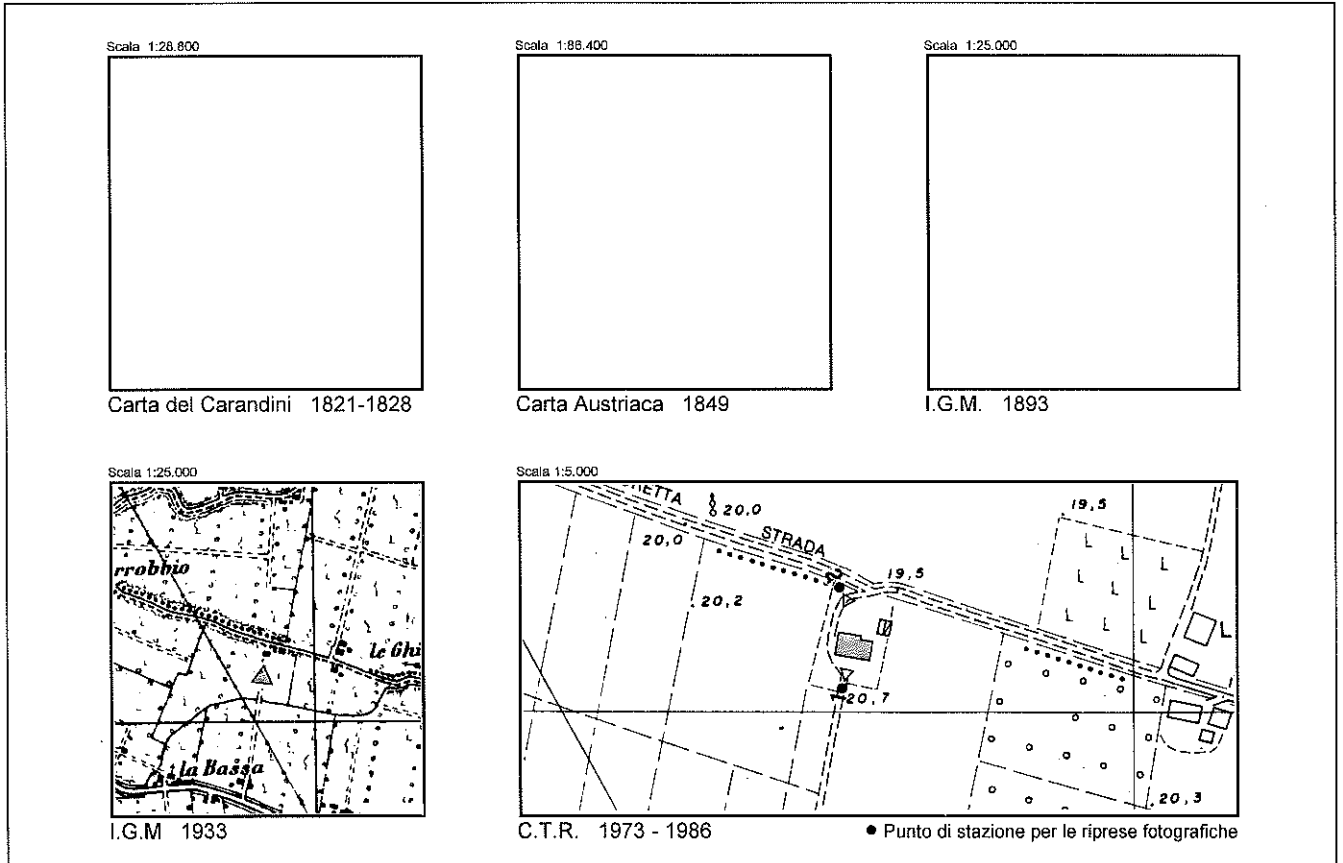 Scala 1:28.800
Scala 1:86.400
Scala 1:25.000
Carta del Carandini 1821-1828
Carta Austriaca 1849
I.G.M. 1893
Scala 1:25.000
Scala 1:5.000
rrobbio
le Ghi
la Bassa
RETTA
STRADA
20,0
20,0
19,5
19,5
20,2
20,7
20,3
L L L
L L L
L L L
L L
L
2
1
I.G.M 1933
C.T.R. 1973 - 1986
● Punto di stazione per le riprese fotografiche